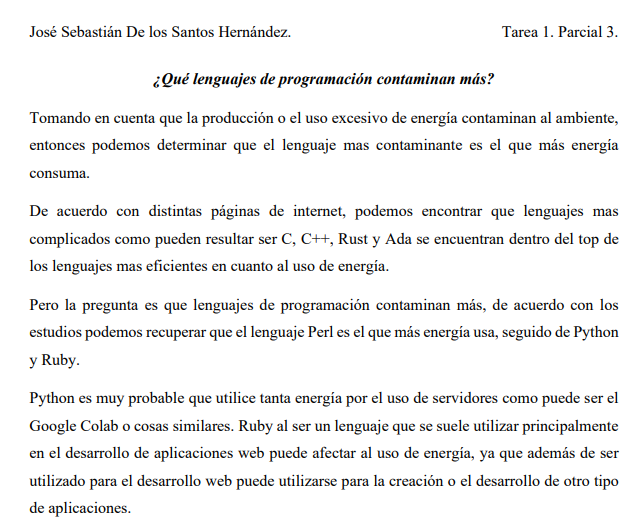 José Sebastián De los Santos Hernández. Tarea 1. Parcial 3.
¿Qué lenguajes de programación contaminan más?
Tomando en cuenta que la producción o el uso excesivo de energía contaminan al ambiente,
entonces podemos determinar que el lenguaje mas contaminante es el que más energía
consuma.
De acuerdo con distintas páginas de internet, podemos encontrar que lenguajes mas
complicados como pueden resultar ser C, C++, Rust y Ada se encuentran dentro del top de
los lenguajes mas eficientes en cuanto al uso de energía.
Pero la pregunta es que lenguajes de programación contaminan más, de acuerdo con los
estudios podemos recuperar que el lenguaje Perl es el que más energía usa, seguido de Python
y Ruby.
Python es muy probable que utilice tanta energía por el uso de servidores como puede ser el
Google Colab o cosas similares. Ruby al ser un lenguaje que se suele utilizar principalmente
en el desarrollo de aplicaciones web puede afectar al uso de energía, ya que además de ser
utilizado para el desarrollo web puede utilizarse para la creación o el desarrollo de otro tipo
de aplicaciones.